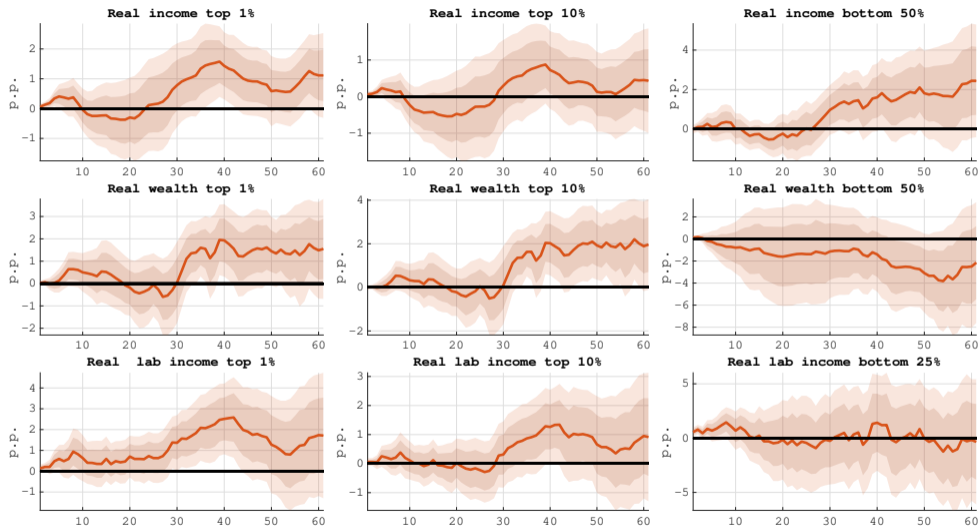 Real income top 1% Real income top 10% Real income bottom 50%
p.p. 2 1 0 -1 p.p. 1 0 -1 p.p. 4 2 0
10 20 30 40 50 60 10 20 30 40 50 60 10 20 30 40 50 60
Real wealth top 1% Real wealth top 10% Real wealth bottom 50%
p.p. 3 2 1 0 -1 -2 p.p. 4 2 0 -2 p.p. 2 0 -2 -4 -6 -8
10 20 30 40 50 60 10 20 30 40 50 60 10 20 30 40 50 60
Real lab income top 1% Real lab income top 10% Real lab income bottom 25%
p.p. 4 3 2 1 0 -1 p.p. 3 2 1 0 -1 p.p. 5 0 -5
10 20 30 40 50 60 10 20 30 40 50 60 10 20 30 40 50 60